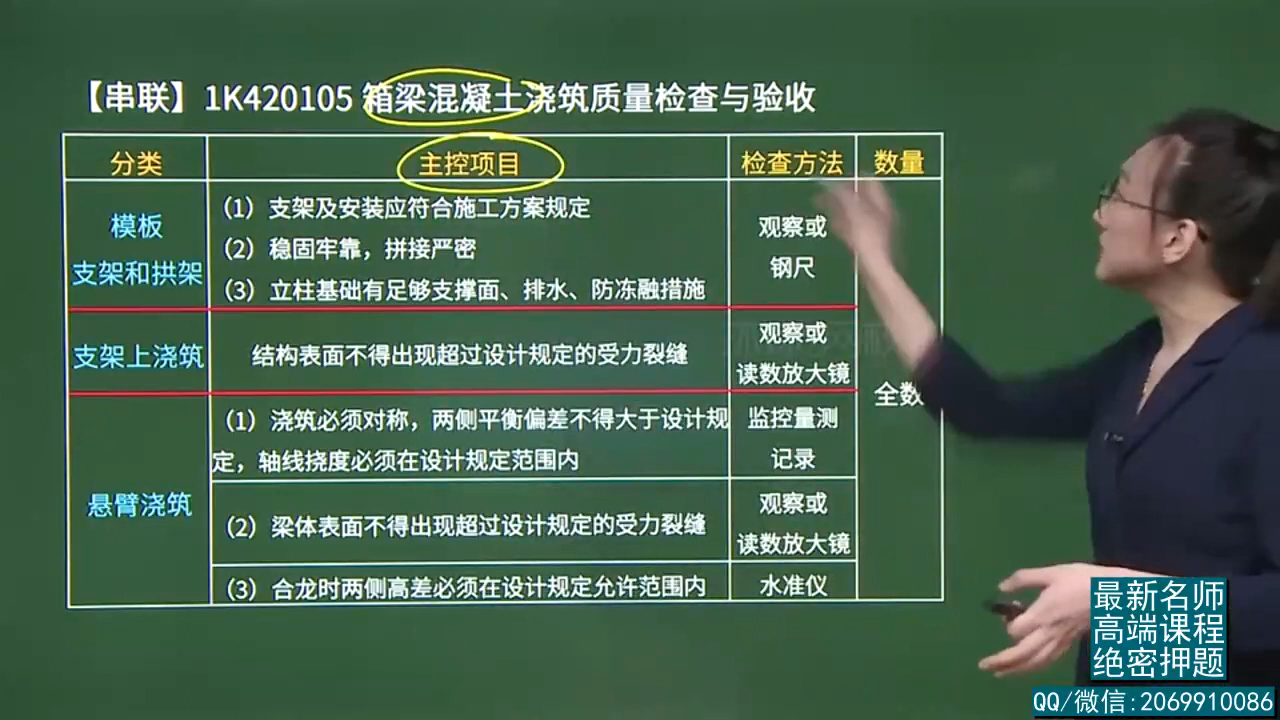 【串联】1K420105 箱梁混凝土浇筑质量检查与验收
分类 主控项目 检查方法 数量
模板
支架和拱架
(1）支架及安装应符合施工方案规定
(2）稳固牢靠，拼接严密
(3）立柱基础有足够支撑面、排水、防冻融措施
观察或
钢尺
支架上浇筑
结构表面不得出现超过设计规定的受力裂缝
观察或
读数放大镜
全数
悬臂浇筑
(1）浇筑必须对称，两侧平衡偏差不得大于设计规
定，轴线挠度必须在设计规定范围内
监控量测
记录
(2）梁体表面不得出现超过设计规定的受力裂缝
观察或
读数放大镜
(3）合龙时两侧高差必须在设计规定允许范围内
水准仪
最新名师
高端课程
绝密押题
QQ/微信:2069910086